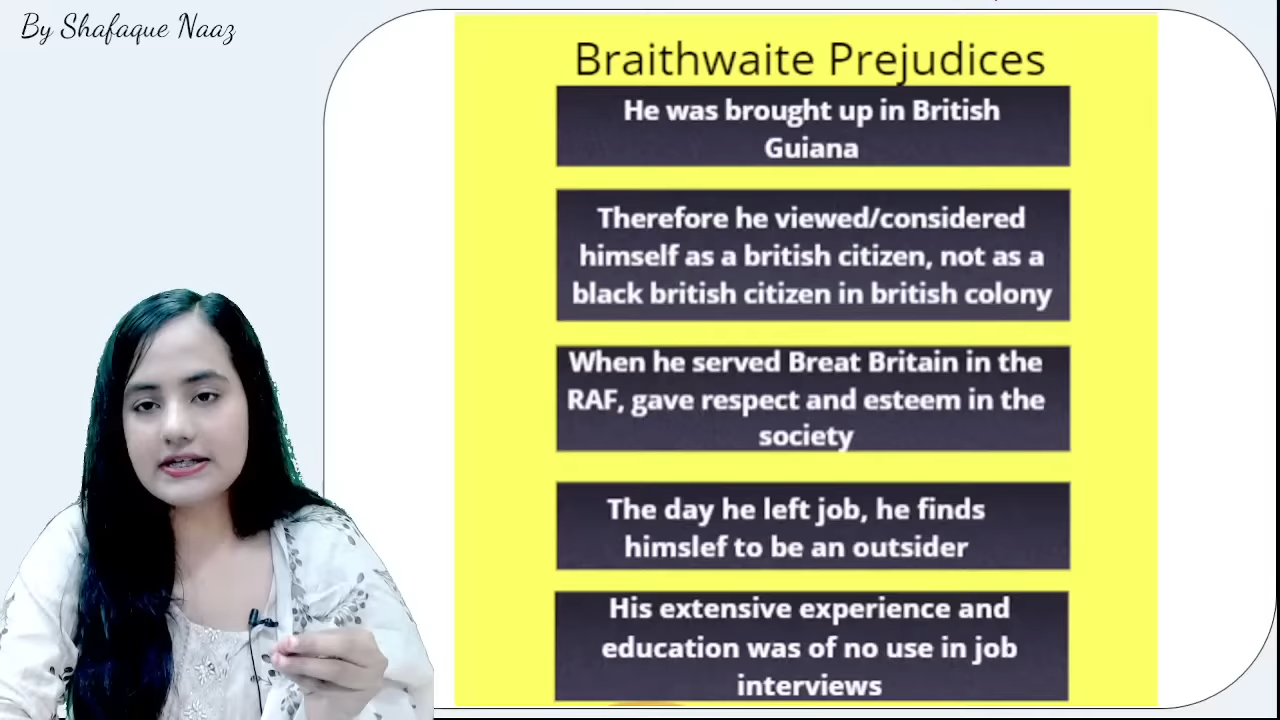 By Shafaque Naaz
Braithwaite Prejudices
He was brought up in British
Guiana
Therefore he viewed/considered
himself as a british citizen, not as a
black british citizen in british colony
When he served Breat Britain in the
RAF, gave respect and esteem in the
society
The day he left job, he finds
himslef to be an outsider
His extensive experience and
education was of no use in job
interviews